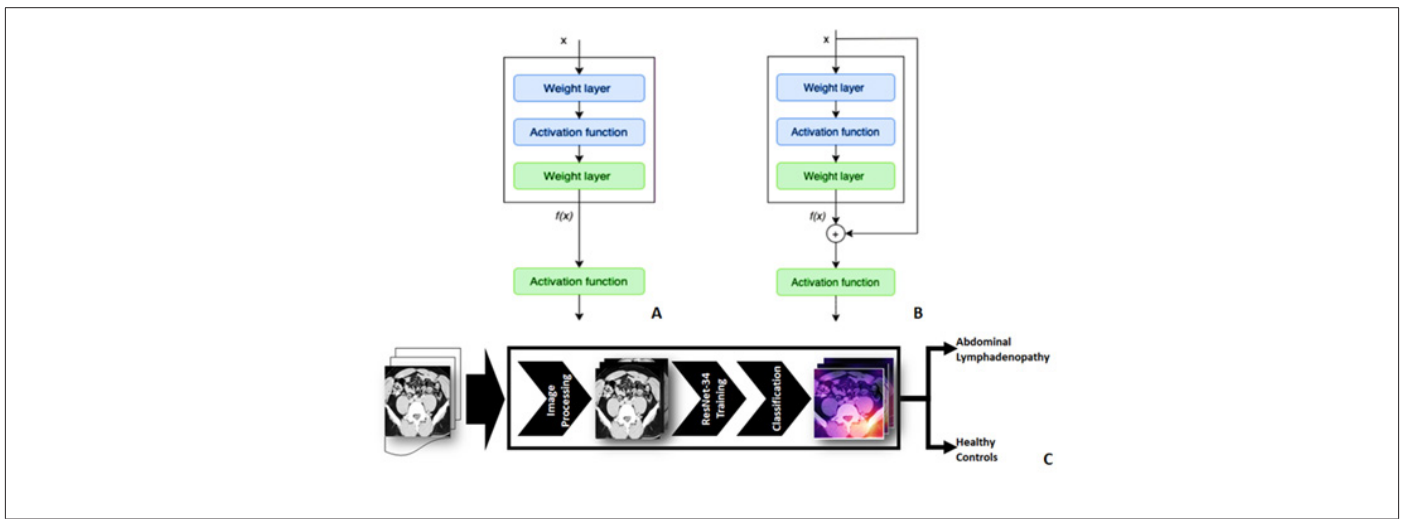 x
Weight layer
Activation function
Weight layer
f(x)
Activation function
A
x
Weight layer
Activation function
Weight layer
f(x)
+
Activation function
B
Image
Processing
ResNet-34
Training
Classification
Abdominal
Lymphadenopathy
Healthy
Controls
C